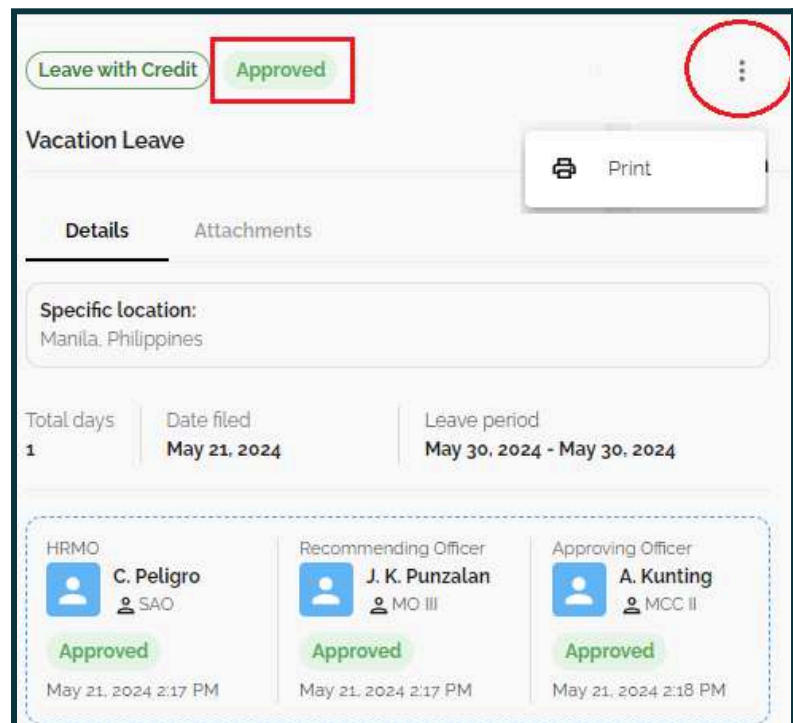 Leave with Credit Approved
Vacation Leave
Print
Details Attachments
Specific location:
Manila, Philippines
Total days Date filed Leave period
1 May 21, 2024 May 30, 2024 - May 30, 2024
HRMO Recommending Officer Approving Officer
C. Peligro J. K. Punzalan A. Kunting
SAO MO III MCC II
Approved Approved Approved
May 21, 2024 2:17 PM May 21, 2024 2:17 PM May 21, 2024 2:18 PM